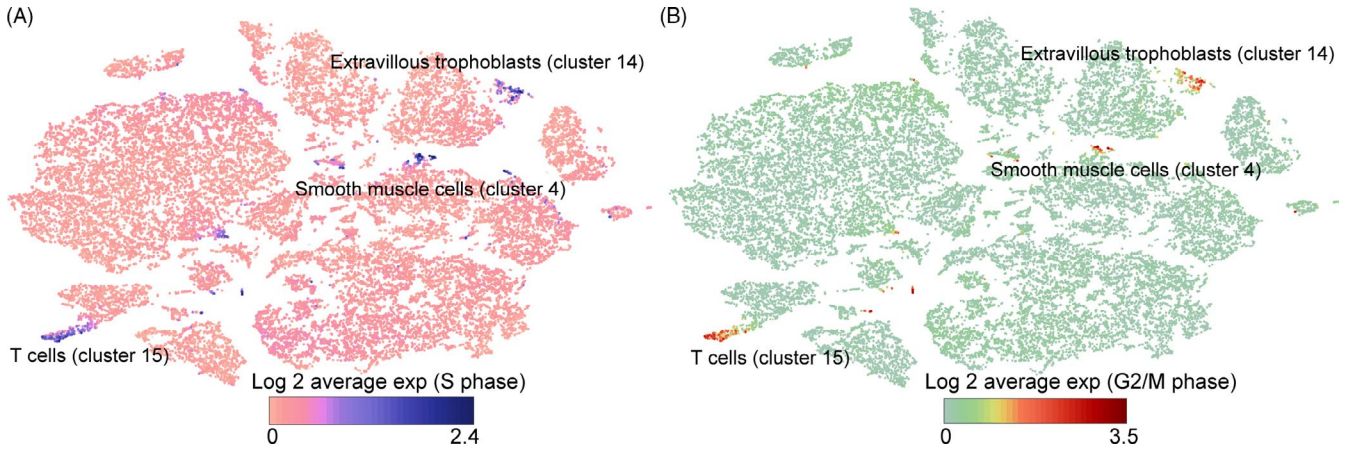 (A)
Extravillous trophoblasts (cluster 14)
Smooth muscle cells (cluster 4)
T cells (cluster 15)
Log 2 average exp (S phase)
0
2.4
(B)
Extravillous trophoblasts (cluster 14)
Smooth muscle cells (cluster 4)
T cells (cluster 15)
Log 2 average exp (G2/M phase)
0
3.5